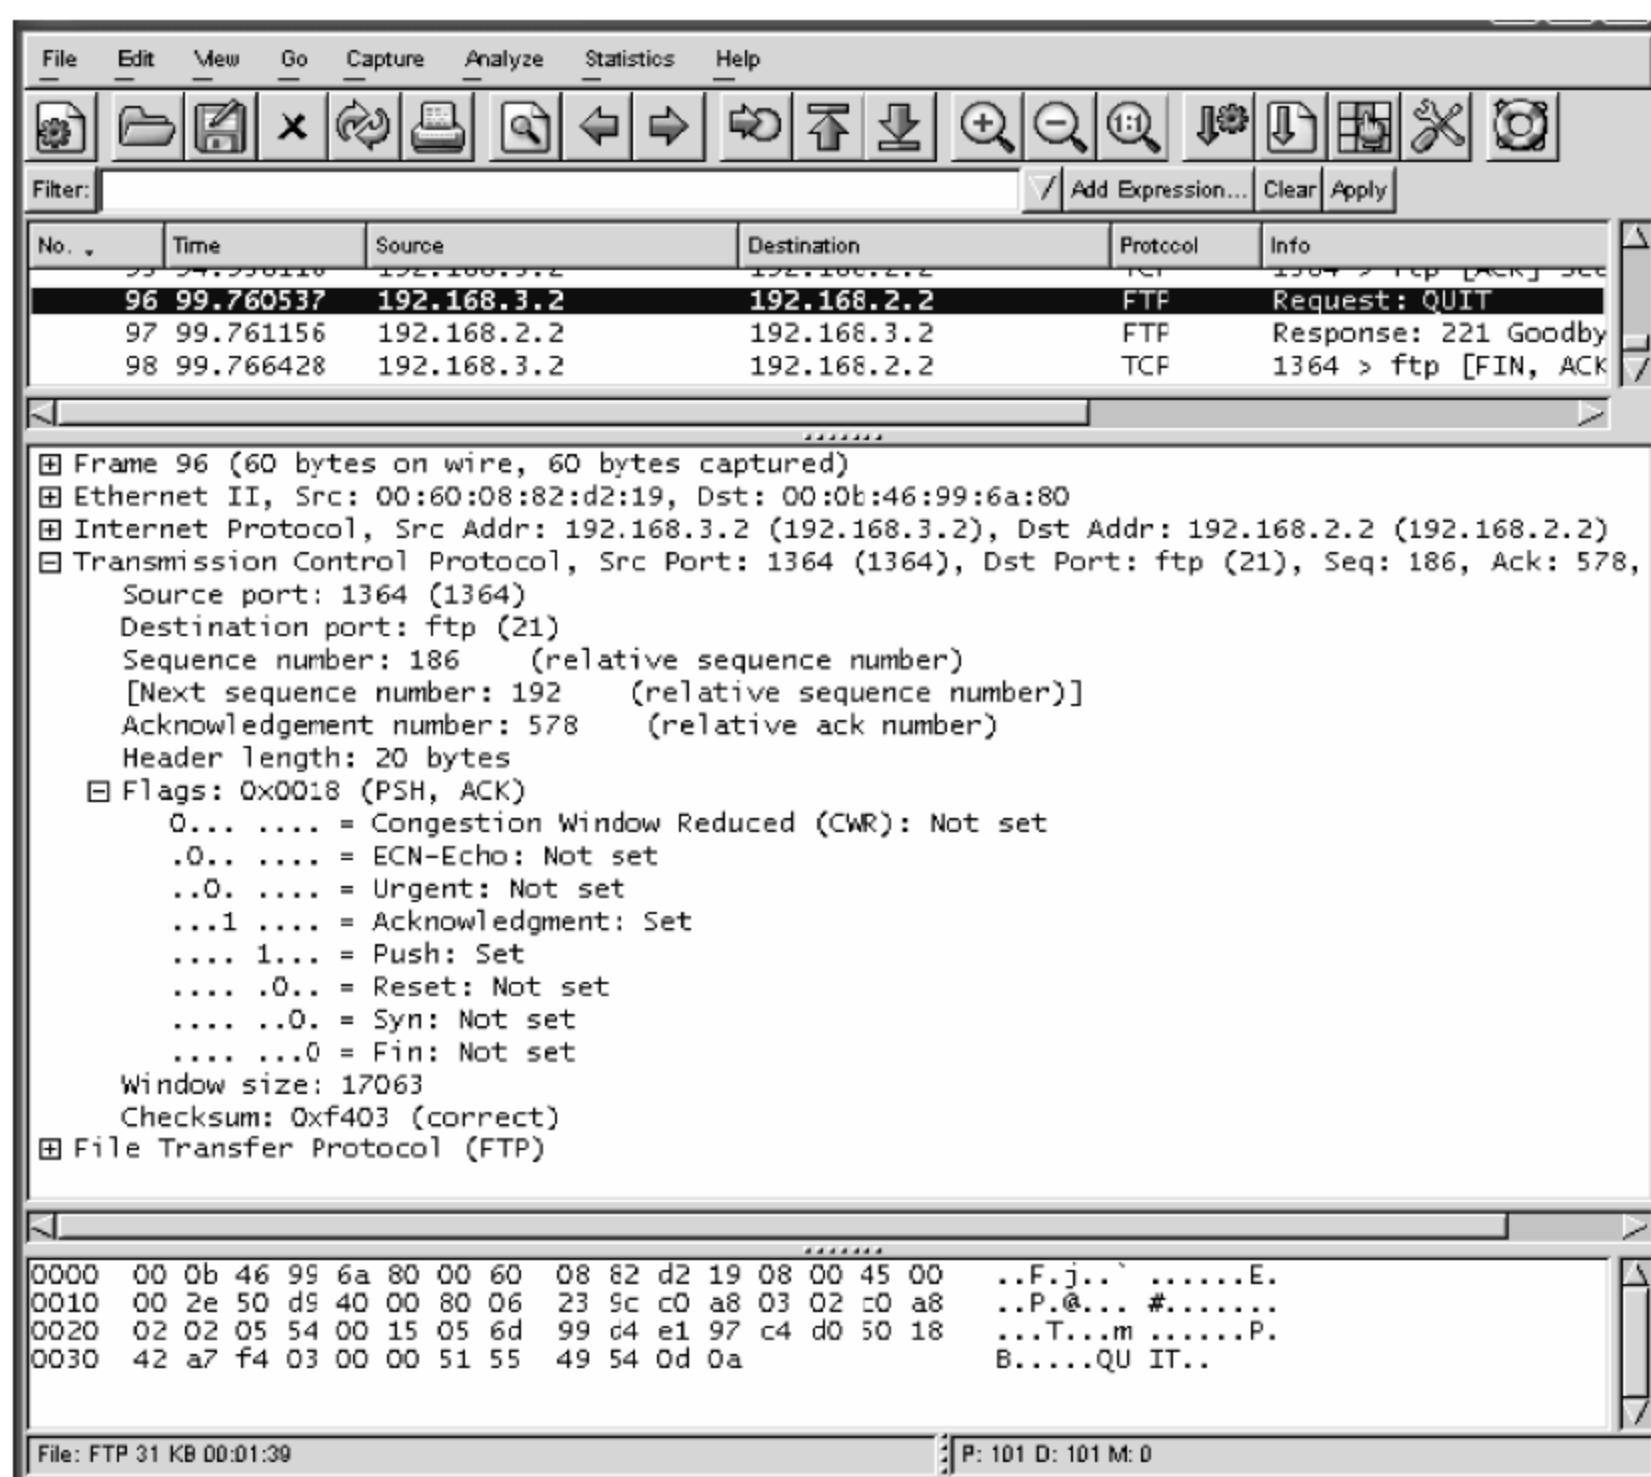 File Edit View Go Capture Analyze Statistics Help
Filter: Add Expression... Clear Apply
No. Time Source Destination Protocol Info
96 99.760537 192.168.3.2 192.168.2.2 FTP Request: QUIT
97 99.761156 192.168.2.2 192.168.3.2 FTP Response: 221 Goodby
98 99.766428 192.168.3.2 192.168.2.2 TCP 1364 > ftp [FIN, ACK
Frame 96 (60 bytes on wire, 60 bytes captured)
Ethernet II, Src: 00:60:08:82:d2:19, Dst: 00:0b:46:99:6a:80
Internet Protocol, Src Addr: 192.168.3.2 (192.168.3.2), Dst Addr: 192.168.2.2 (192.168.2.2)
Transmission Control Protocol, Src Port: 1364 (1364), Dst Port: ftp (21), Seq: 186, Ack: 578,
Source port: 1364 (1364)
Destination port: ftp (21)
Sequence number: 186 (relative sequence number)
[Next sequence number: 192 (relative sequence number)]
Acknowledgement number: 578 (relative ack number)
Header length: 20 bytes
Flags: 0x0018 (PSH, ACK)
0... .... = Congestion Window Reduced (CWR): Not set
.0.. .... = ECN-Echo: Not set
..0. .... = Urgent: Not set
...1 .... = Acknowledgment: Set
.... 1... = Push: Set
.... .0.. = Reset: Not set
.... ..0. = Syn: Not set
.... ...0 = Fin: Not set
Window size: 17063
Checksum: 0xf403 (correct)
File Transfer Protocol (FTP)
0000 00 0b 46 99 6a 80 00 60 08 82 d2 19 08 00 45 00 ..F.j..` ......E.
0010 00 2e 50 d9 40 00 80 06 23 9c c0 a8 03 02 c0 a8 ..P.@... #.......
0020 02 02 05 54 00 15 05 6d 99 d4 e1 97 c4 d0 50 18 ...T...m ......P.
0030 42 a7 f4 03 00 00 51 55 49 54 0d 0a B.....QU IT..
File: FTP 31 KB 00:01:39 P: 101 D: 101 M: 0